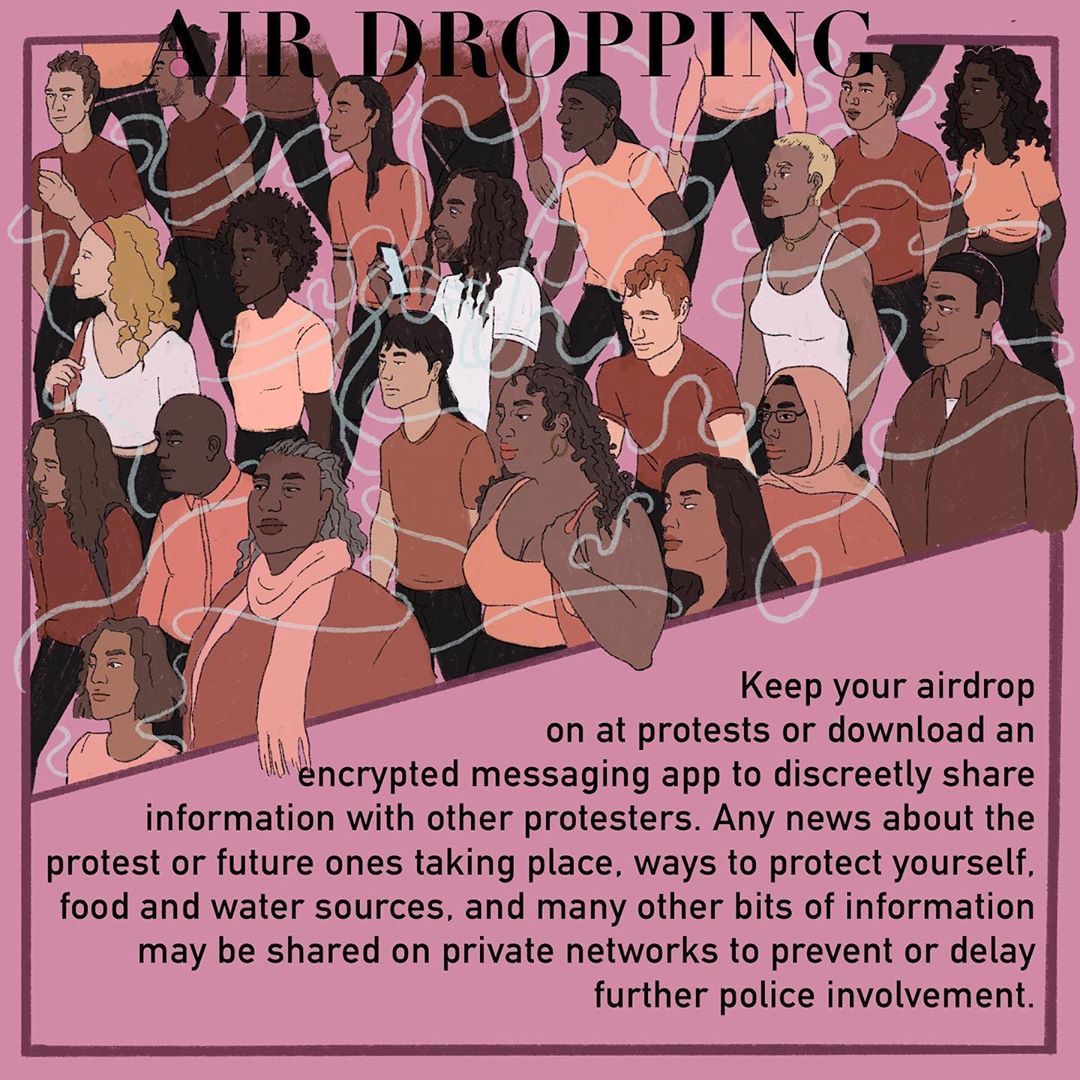 AIR DROPPING
Keep your airdrop
on at protests or download an
encrypted messaging app to discreetly share
information with other protesters. Any news about the
protest or future ones taking place, ways to protect yourself,
food and water sources, and many other bits of information
may be shared on private networks to prevent or delay
further police involvement.